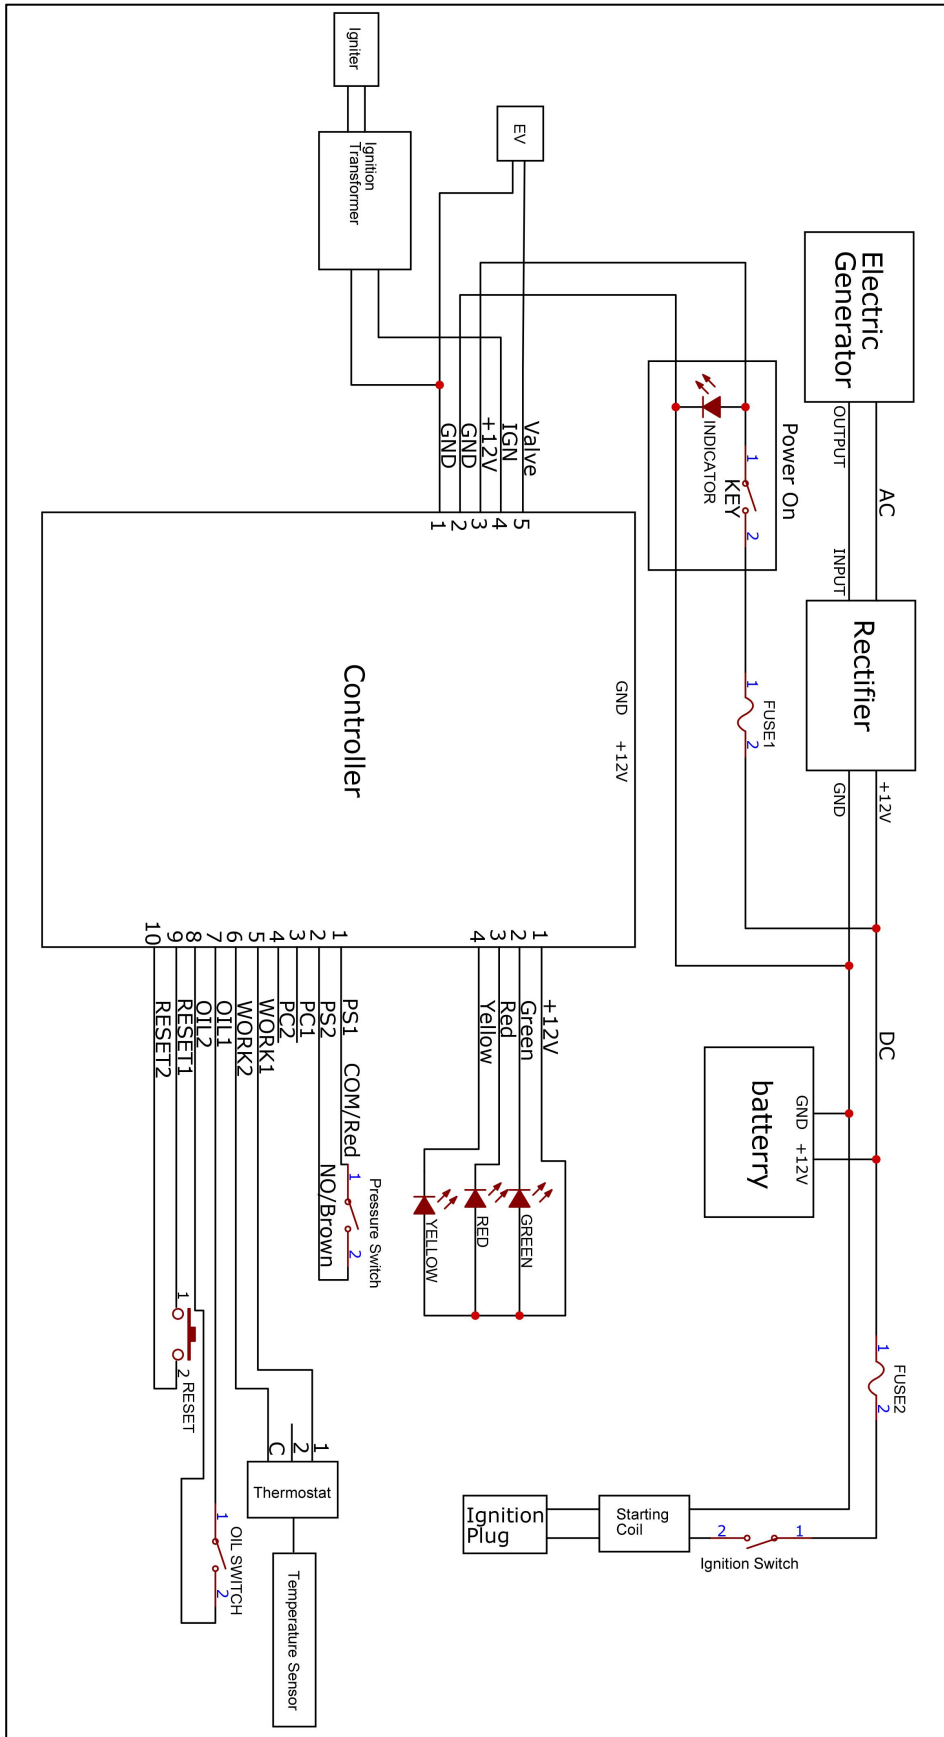 Igniter
Ignition
Transformer
EV
Electric
Generator
OUTPUT
AC
INPUT
Rectifier
GND
+12V
Power On
INDICATOR
KEY
1
2
FUSE1
1
2
Valve
IGN
+12V
GND
GND
5
4
3
2
1
Controller
GND
+12V
DC
batterry
GND
+12V
FUSE2
1
2
Ignition Switch
1
2
Starting
Coil
Ignition
Plug
1
2
3
4
+12V
Green
Red
Yellow
GREEN
RED
YELLOW
1
2
3
4
5
6
7
8
9
10
PS1
PS2
PC1
PC2
WORK1
WORK2
OIL1
OIL2
RESET1
RESET2
COM/Red
NO/Brown
Pressure Switch
1
2
1
2
RESET
1
2
C
Thermostat
Temperature Sensor
OIL SWITCH
1
2